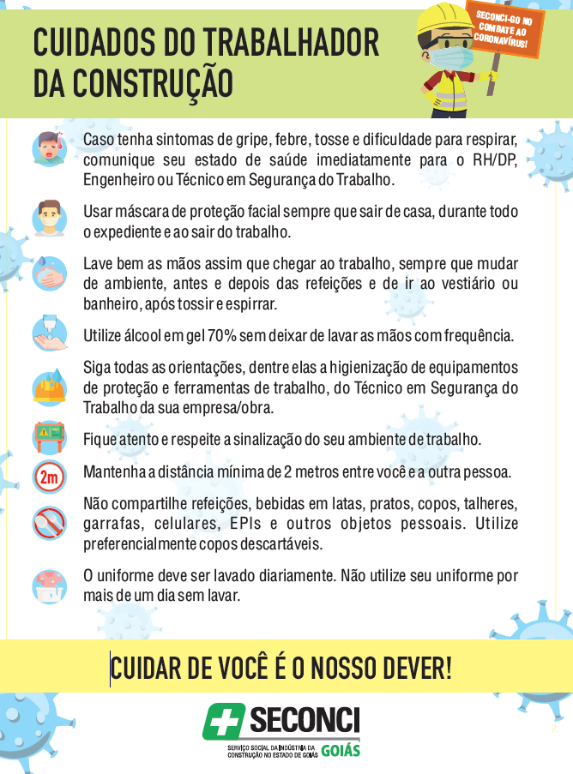 CUIDADOS DO TRABALHADOR
DA CONSTRUÇÃO
SECONCI-GO NO
COMBATE AO
CORONAVÍRUS!
Caso tenha sintomas de gripe, febre, tosse e dificuldade para respirar,
comunique seu estado de saúde imediatamente para o RH/DP,
Engenheiro ou Técnico em Segurança do Trabalho.
Usar máscara de proteção facial sempre que sair de casa, durante todo
o expediente e ao sair do trabalho.
Lave bem as mãos assim que chegar ao trabalho, sempre que mudar
de ambiente, antes e depois das refeições e de ir ao vestiário ou
banheiro, após tossir e espirrar.
Utilize álcool em gel 70% sem deixar de lavar as mãos com frequência.
Siga todas as orientações, dentre elas a higienização de equipamentos
de proteção e ferramentas de trabalho, do Técnico em Segurança do
Trabalho da sua empresa/obra.
Fique atento e respeite a sinalização do seu ambiente de trabalho.
2m
Mantenha a distância mínima de 2 metros entre você e a outra pessoa.
Não compartilhe refeições, bebidas em latas, pratos, copos, talheres,
garrafas, celulares, EPIs e outros objetos pessoais. Utilize
preferencialmente copos descartáveis.
O uniforme deve ser lavado diariamente. Não utilize seu uniforme por
mais de um dia sem lavar.
CUIDAR DE VOCÊ É O NOSSO DEVER!
SECONCI
SERVIÇO SOCIAL DA INDÚSTRIA DA
CONSTRUÇÃO NO ESTADO DE GOIÁS
GOIÁS